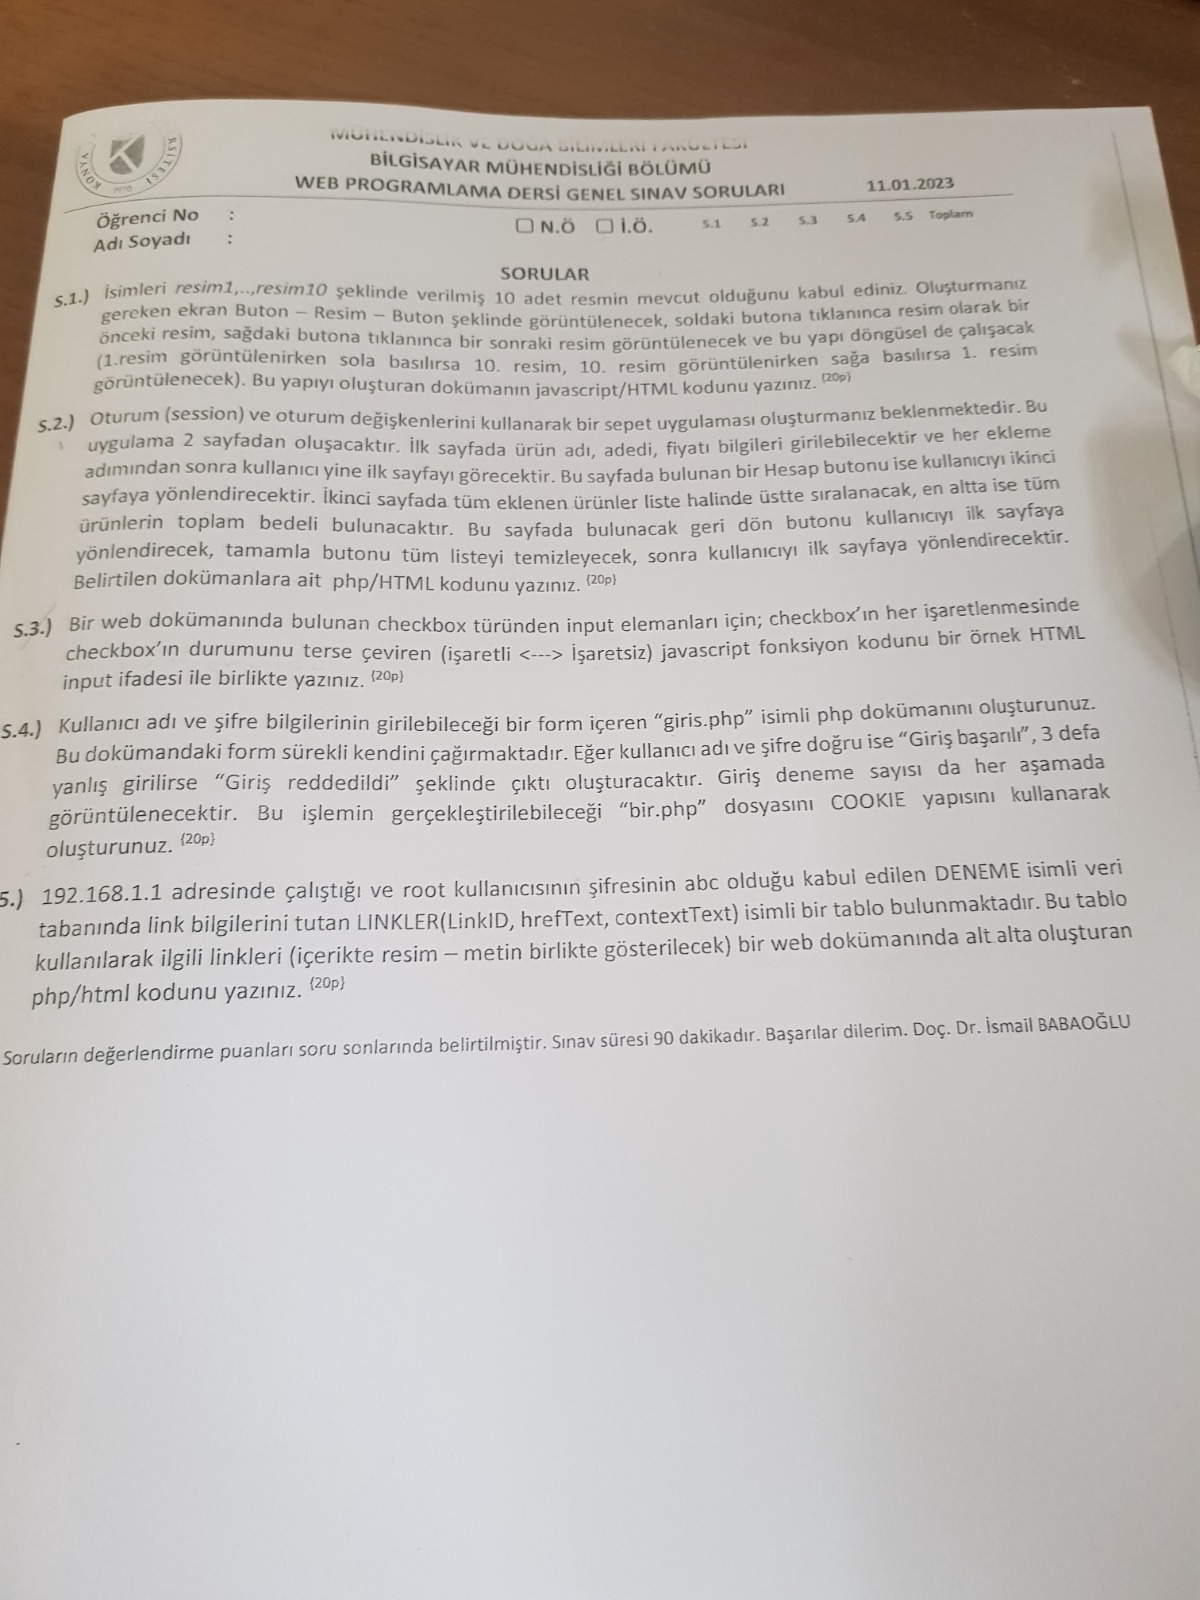 KONYA
1970
MÜHENDİSLİK VE DOĞA BİLİMLERİ FAKÜLTESİ
BİLGİSAYAR MÜHENDİSLİĞİ BÖLÜMÜ
WEB PROGRAMLAMA DERSİ GENEL SINAV SORULARI 11.01.2023
Öğrenci No :
Adı Soyadı :
☐ N.Ö ☐ İ.Ö. S.1 S.2 S.3 S.4 S.5 Toplam
SORULAR
S.1.) İsimleri resim1,..,resim10 şeklinde verilmiş 10 adet resmin mevcut olduğunu kabul ediniz. Oluşturmanız
gereken ekran Buton – Resim – Buton şeklinde görüntülenecek, soldaki butona tıklanınca resim olarak bir
önceki resim, sağdaki butona tıklanınca bir sonraki resim görüntülenecek ve bu yapı döngüsel de çalışacak
(1.resim görüntülenirken sola basılırsa 10. resim, 10. resim görüntülenirken sağa basılırsa 1. resim
görüntülenecek). Bu yapıyı oluşturan dokümanın javascript/HTML kodunu yazınız. {20p}
S.2.) Oturum (session) ve oturum değişkenlerini kullanarak bir sepet uygulaması oluşturmanız beklenmektedir. Bu
uygulama 2 sayfadan oluşacaktır. İlk sayfada ürün adı, adedi, fiyatı bilgileri girilebilecektir ve her ekleme
adımından sonra kullanıcı yine ilk sayfayı görecektir. Bu sayfada bulunan bir Hesap butonu ise kullanıcıyı ikinci
sayfaya yönlendirecektir. İkinci sayfada tüm eklenen ürünler liste halinde üstte sıralanacak, en altta ise tüm
ürünlerin toplam bedeli bulunacaktır. Bu sayfada bulunacak geri dön butonu kullanıcıyı ilk sayfaya
yönlendirecek, tamamla butonu tüm listeyi temizleyecek, sonra kullanıcıyı ilk sayfaya yönlendirecektir.
Belirtilen dokümanlara ait php/HTML kodunu yazınız. {20p}
S.3.) Bir web dokümanında bulunan checkbox türünden input elemanları için; checkbox'ın her işaretlenmesinde
checkbox'ın durumunu terse çeviren (işaretli <---> İşaretsiz) javascript fonksiyon kodunu bir örnek HTML
input ifadesi ile birlikte yazınız. {20p}
S.4.) Kullanıcı adı ve şifre bilgilerinin girilebileceği bir form içeren “giris.php” isimli php dokümanını oluşturunuz.
Bu dokümandaki form sürekli kendini çağırmaktadır. Eğer kullanıcı adı ve şifre doğru ise “Giriş başarılı”, 3 defa
yanlış girilirse “Giriş reddedildi” şeklinde çıktı oluşturacaktır. Giriş deneme sayısı da her aşamada
görüntülenecektir. Bu işlemin gerçekleştirilebileceği “bir.php” dosyasını COOKIE yapısını kullanarak
oluşturunuz. {20p}
5.) 192.168.1.1 adresinde çalıştığı ve root kullanıcısının şifresinin abc olduğu kabul edilen DENEME isimli veri
tabanında link bilgilerini tutan LINKLER(LinkID, hrefText, contextText) isimli bir tablo bulunmaktadır. Bu tablo
kullanılarak ilgili linkleri (içerikte resim – metin birlikte gösterilecek) bir web dokümanında alt alta oluşturan
php/html kodunu yazınız. {20p}
Soruların değerlendirme puanları soru sonlarında belirtilmiştir. Sınav süresi 90 dakikadır. Başarılar dilerim. Doç. Dr. İsmail BABAOĞLU